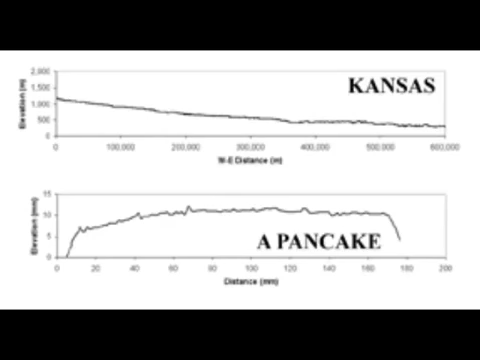 KANSAS
Elevation (m)
2,000
1,500
1,000
500
0
0 100,000 200,000 300,000 400,000 500,000 600,000
W-E Distance (m)
A PANCAKE
Elevation (mm)
15
10
5
0
0 20 40 60 80 100 120 140 160 180 200
Distance (mm)